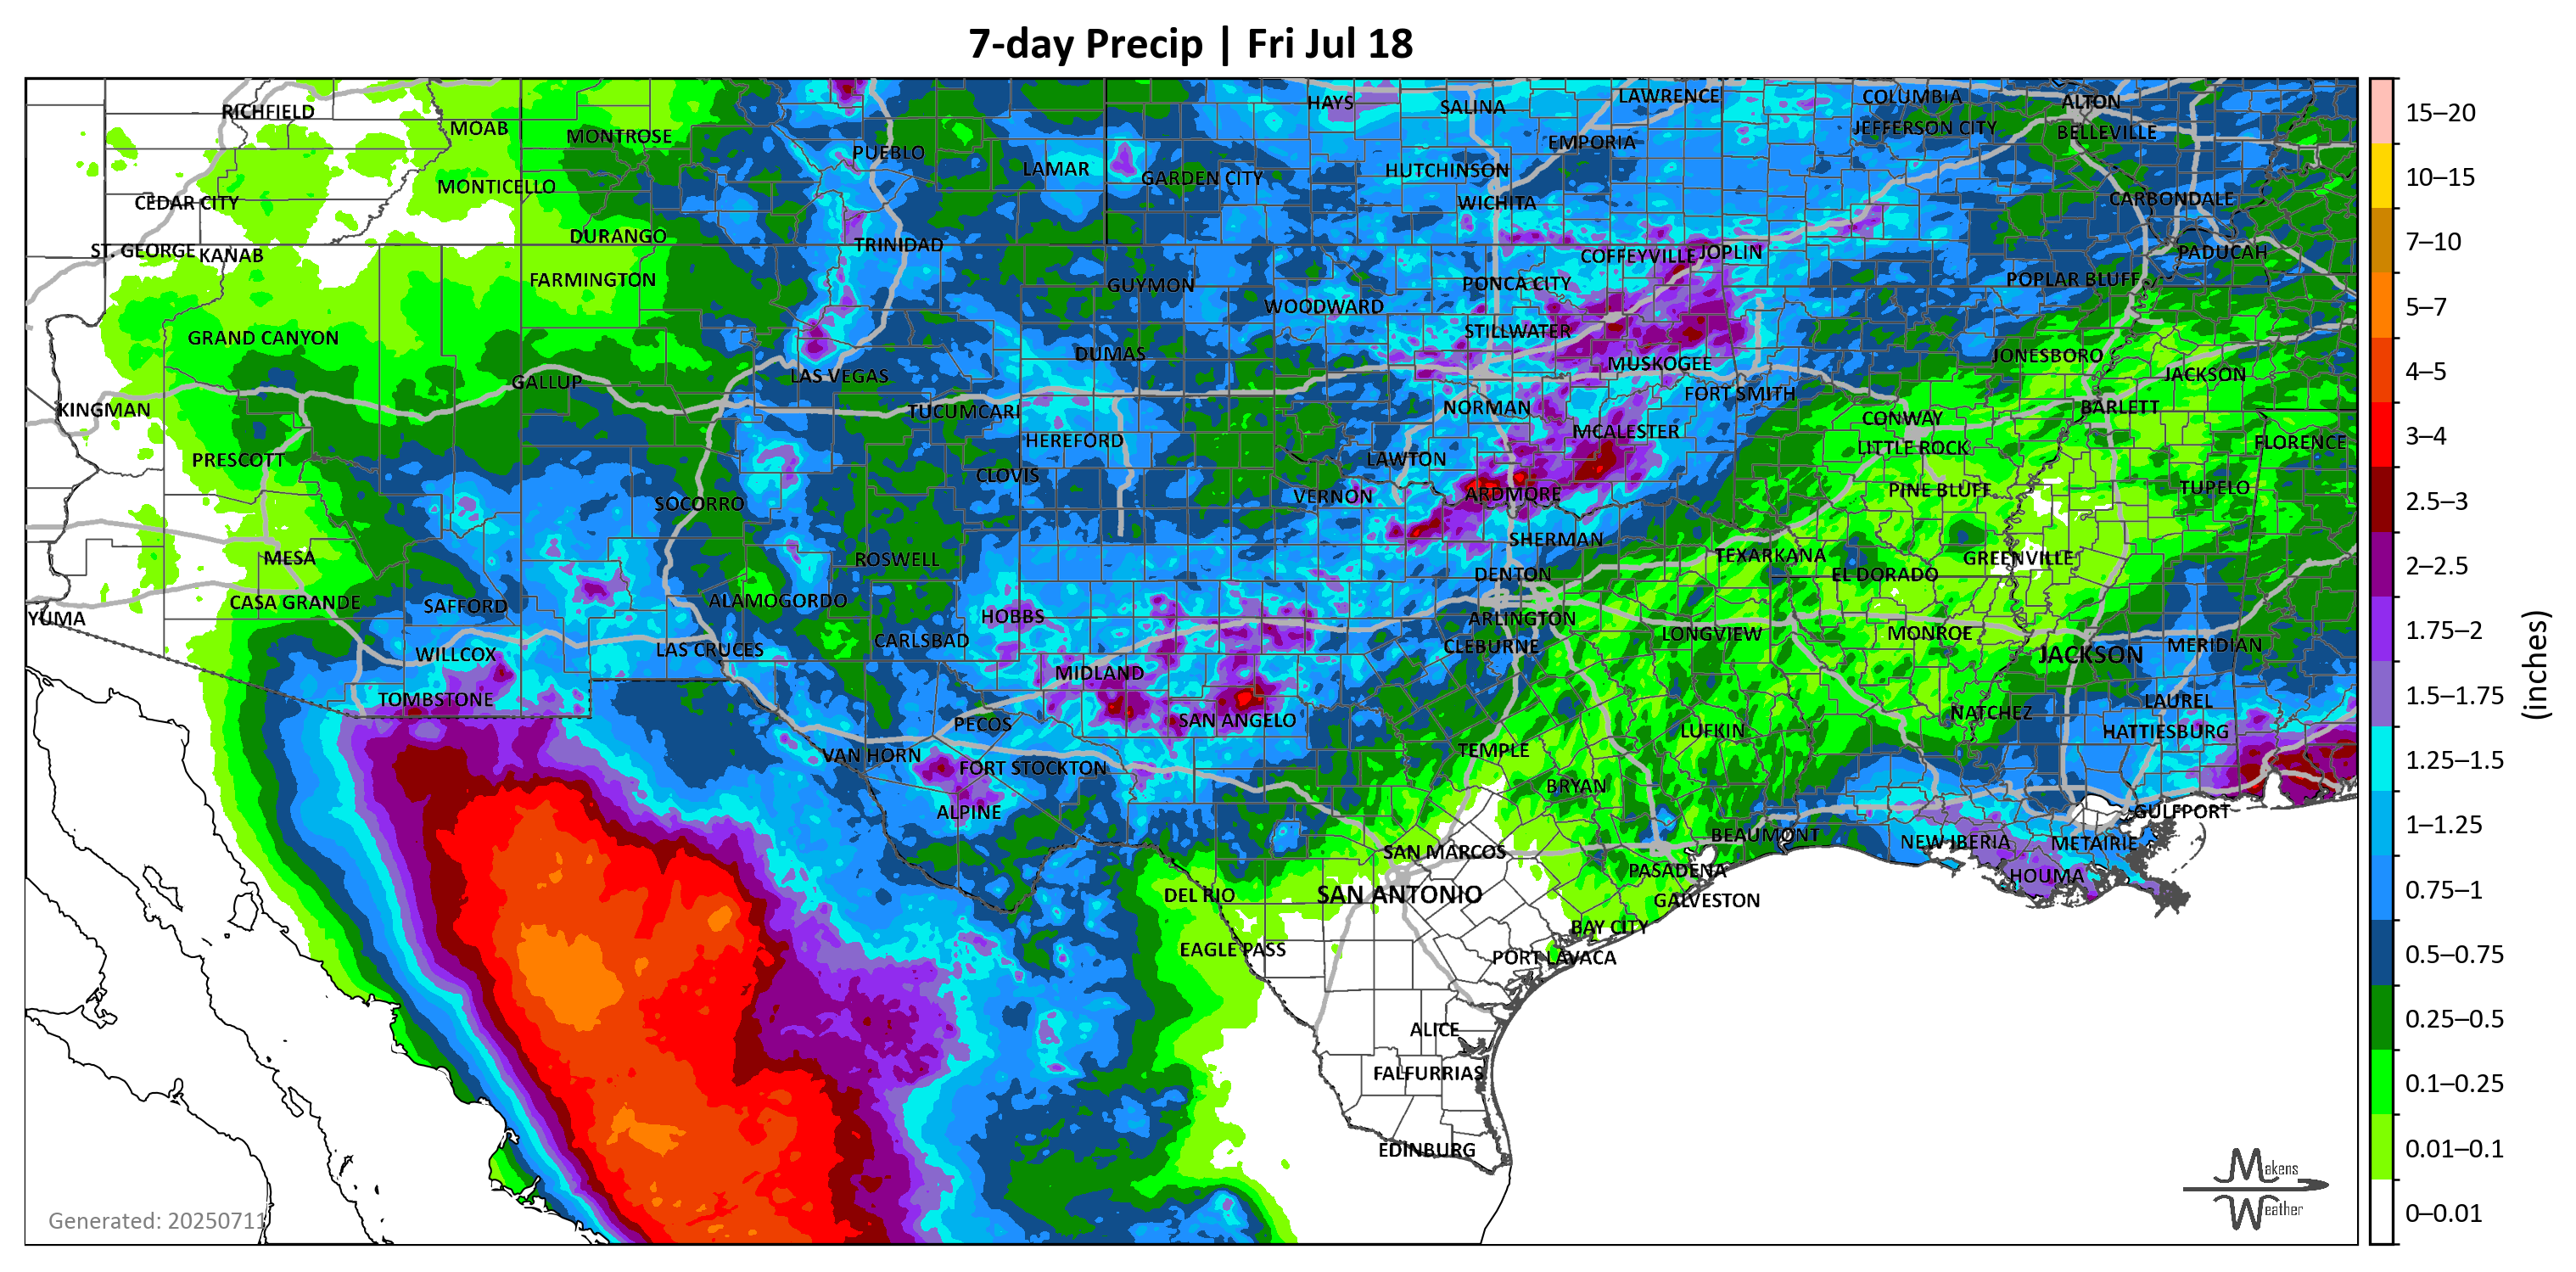 7-day Precip | Fri Jul 18
RICHFIELD
MOAB
MONTROSE
PUEBLO
LAMAR
GARDEN CITY
HAYS
SALINA
LAWRENCE
EMPORIA
HUTCHINSON
WICHITA
COLUMBIA
JEFFERSON CITY
ALTON
BELLEVILLE
CARBONDALE
PADUCAH
POPLAR BLUFF
MONTICELLO
CEDAR CITY
ST. GEORGE
KANAB
DURANGO
TRINIDAD
FARMINGTON
GUYMON
WOODWARD
PONCA CITY
COFFEYVILLE
JOPLIN
STILLWATER
MUSKOGEE
FORT SMITH
JONESBORO
JACKSON
BARLETT
GRAND CANYON
GALLUP
LAS VEGAS
DUMAS
KINGMAN
TUCUMCARI
HEREFORD
NORMAN
MCALESTER
CONWAY
LITTLE ROCK
FLORENCE
PRESCOTT
CLOVIS
LAWTON
VERNON
ARDMORE
PINE BLUFF
TUPELO
SOCORRO
MESA
ROSWELL
SHERMAN
TEXARKANA
GREENVILLE
DENTON
EL DORADO
YUMA
CASA GRANDE
SAFFORD
ALAMOGORDO
HOBBS
ARLINGTON
CLEBURNE
LONGVIEW
MONROE
MERIDIAN
JACKSON
WILLCOX
LAS CRUCES
CARLSBAD
MIDLAND
TOMBSTONE
PECOS
SAN ANGELO
NATCHEZ
LAUREL
HATTIESBURG
VAN HORN
FORT STOCKTON
TEMPLE
LUFKIN
BRYAN
ALPINE
GULFPORT
SAN MARCOS
BEAUMONT
NEW IBERIA
METAIRIE
PASADENA
HOUMA
DEL RIO
SAN ANTONIO
GALVESTON
BAY CITY
EAGLE PASS
PORT LAVACA
ALICE
FALFURRIAS
EDINBURG
Generated: 20250711
Makens
Weather
15–20
10–15
7–10
5–7
4–5
3–4
2.5–3
2–2.5
1.75–2
1.5–1.75
1.25–1.5
1–1.25
0.75–1
0.5–0.75
0.25–0.5
0.1–0.25
0.01–0.1
0–0.01
(inches)